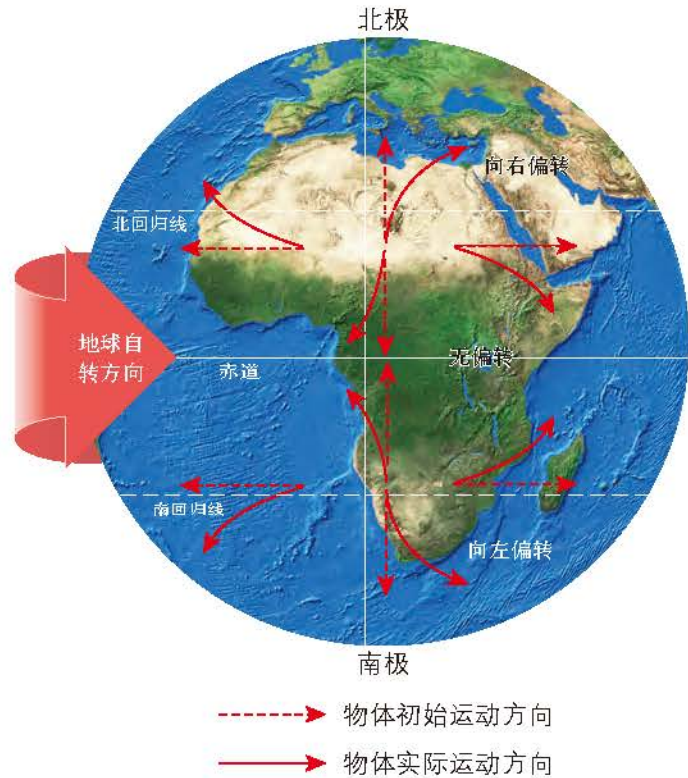 北极
向右偏转
北回归线
地球自
转方向
赤道
无偏转
南回归线
向左偏转
南极
物体初始运动方向
物体实际运动方向